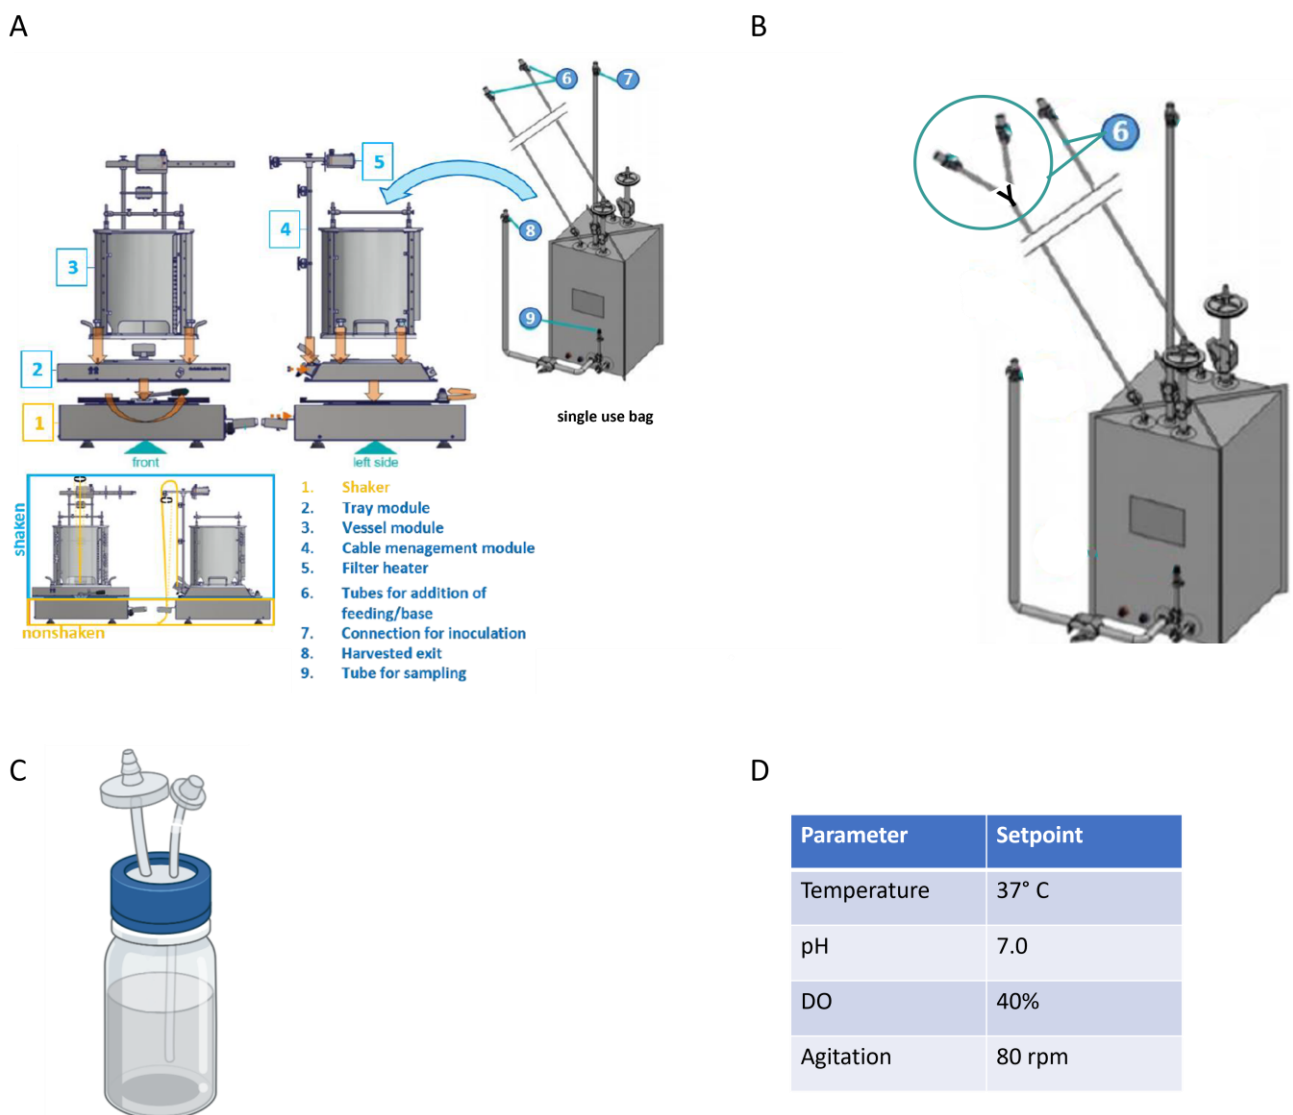 A
B
6
7
5
4
8
3
9
2
1
single use bag
front
left side
shaken
nonshaken
1. Shaker
2. Tray module
3. Vessel module
4. Cable menagement module
5. Filter heater
6. Tubes for addition of
feeding/base
7. Connection for inoculation
8. Harvested exit
9. Tube for sampling
6
Y
C
D
Parameter Setpoint
Temperature 37° C
pH 7.0
DO 40%
Agitation 80 rpm